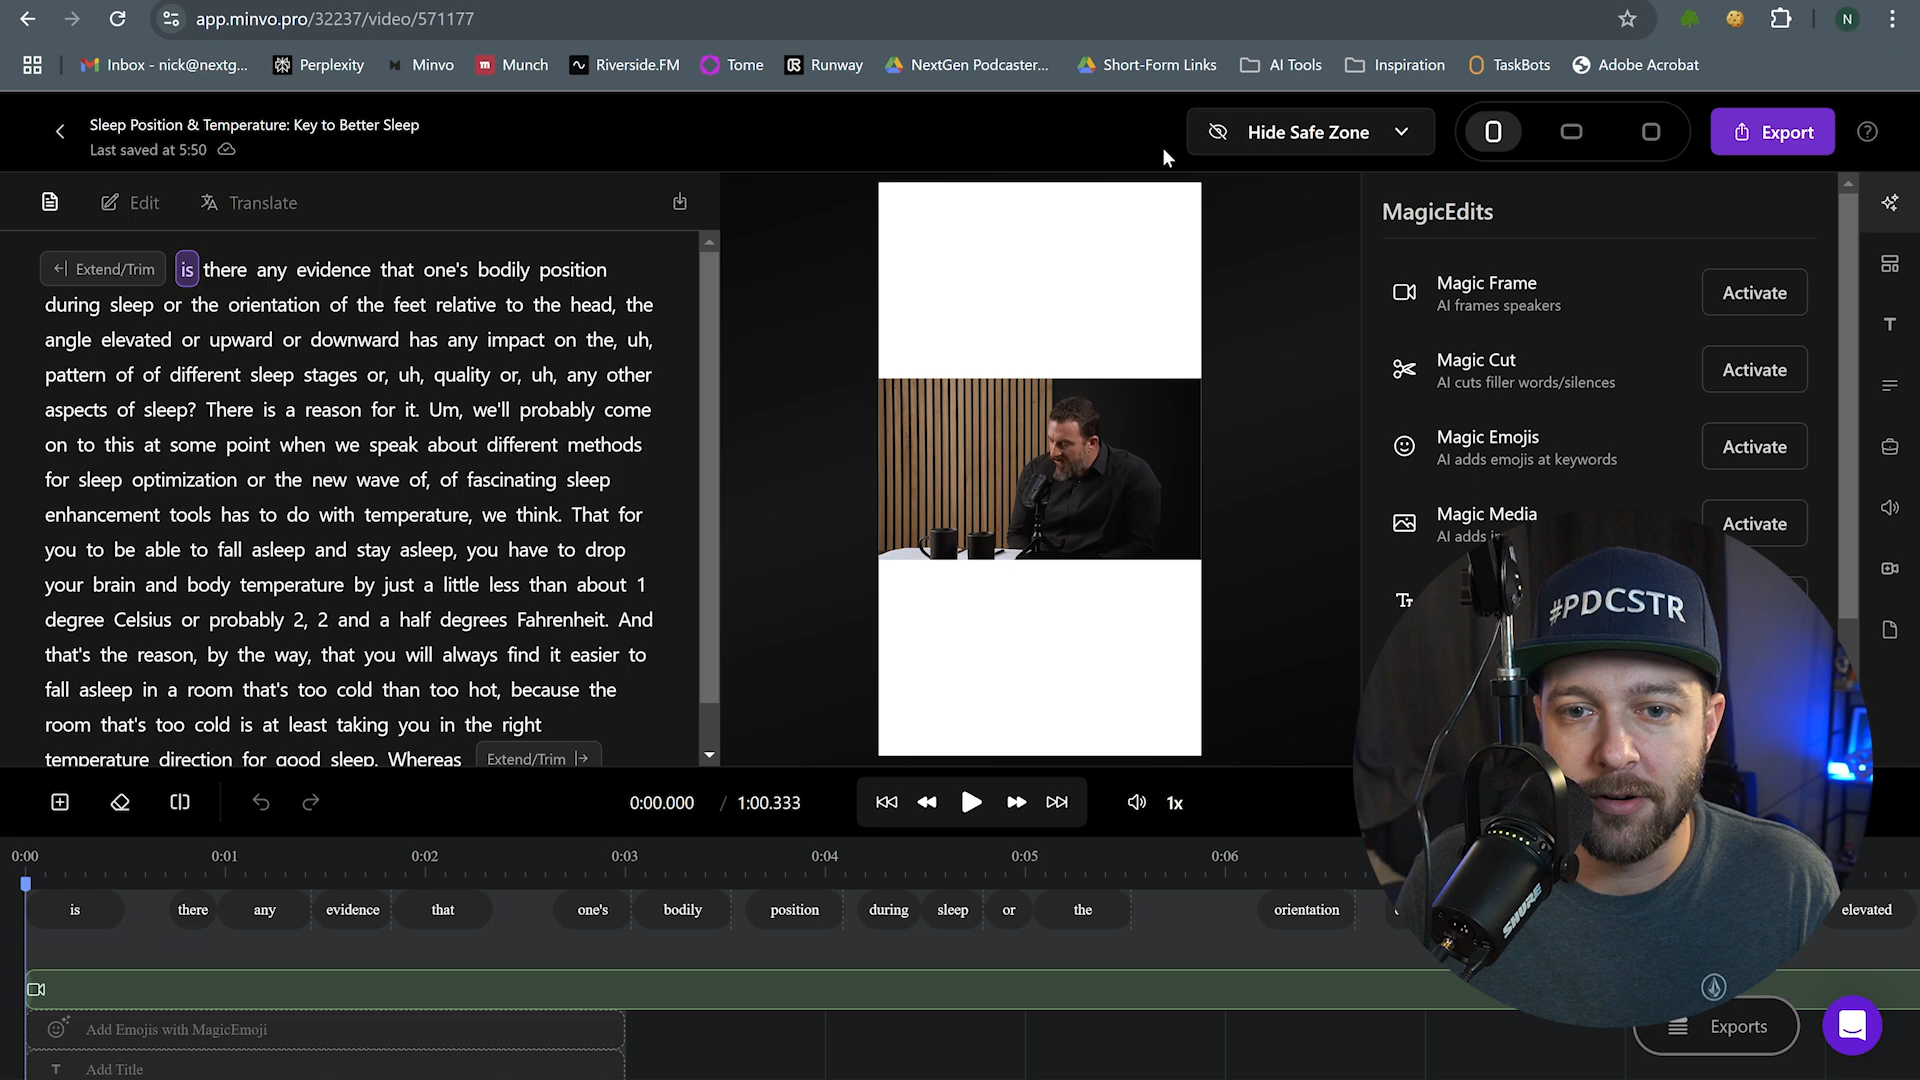 app.minvo.pro/32237/video/571177
N
Inbox - nick@nextg...
Perplexity
Minvo
m
Munch
Riverside.FM
Tome
Runway
NextGen Podcaster...
Short-Form Links
AI Tools
Inspiration
TaskBots
Adobe Acrobat
Sleep Position & Temperature: Key to Better Sleep
Last saved at 5:50
Hide Safe Zone
Export
Edit
Translate
MagicEdits
Extend/Trim is there any evidence that one's bodily position
during sleep or the orientation of the feet relative to the head, the
angle elevated or upward or downward has any impact on the, uh,
pattern of of different sleep stages or, uh, quality or, uh, any other
aspects of sleep? There is a reason for it. Um, we'll probably come
on to this at some point when we speak about different methods
for sleep optimization or the new wave of, of fascinating sleep
enhancement tools has to do with temperature, we think. That for
you to be able to fall asleep and stay asleep, you have to drop
your brain and body temperature by just a little less than about 1
degree Celsius or probably 2, 2 and a half degrees Fahrenheit. And
that's the reason, by the way, that you will always find it easier to
fall asleep in a room that's too cold than too hot, because the
room that's too cold is at least taking you in the right
temperature direction for good sleep. Whereas Extend/Trim
Magic Frame
AI frames speakers
Activate
Magic Cut
AI cuts filler words/silences
Activate
Magic Emojis
AI adds emojis at keywords
Activate
Magic Media
AI adds
Activate
#PDCSTR
SHURE
0:00.000 / 1:00.333
1x
0:00 0:01 0:02 0:03 0:04 0:05 0:06
is there any evidence that one's bodily position during sleep or the orientation elevated
Add Emojis with MagicEmoji
Add Title
Exports